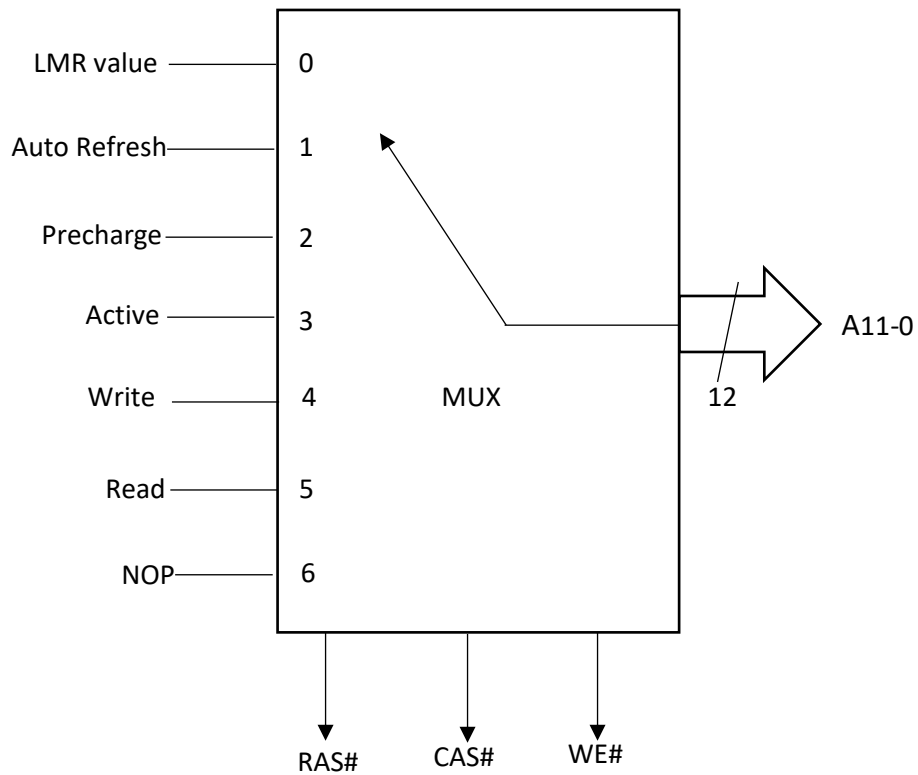 LMR value 0
Auto Refresh 1
Precharge 2
Active 3
A11-0
Write 4
MUX
12
Read 5
NOP 6
RAS# CAS# WE#